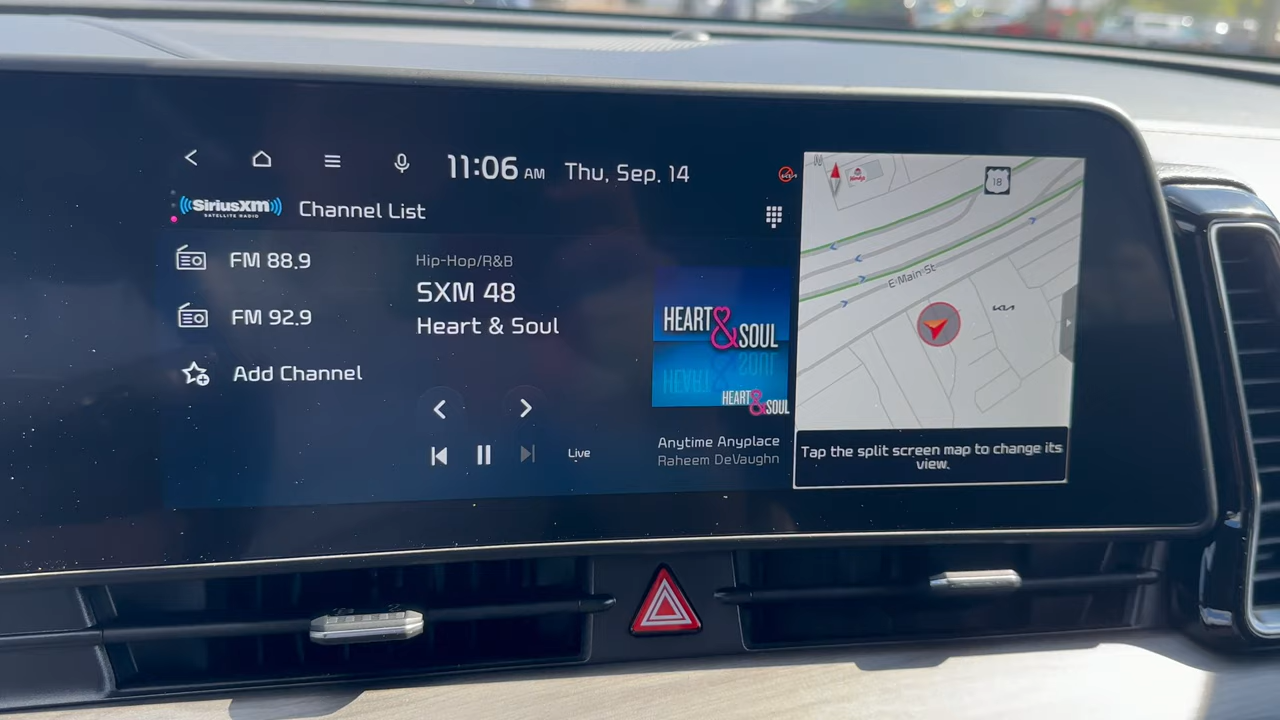 11:06 AM Thu, Sep. 14
SiriusXM
SATELLITE RADIO
Channel List
FM 88.9
FM 92.9
Add Channel
Hip-Hop/R&B
SXM 48
Heart & Soul
Live
HEART & SOUL
HEART & SOUL
Anytime Anyplace
Raheem DeVaughn
N
18
E Main St
KIA
Tap the split screen map to change its
view.